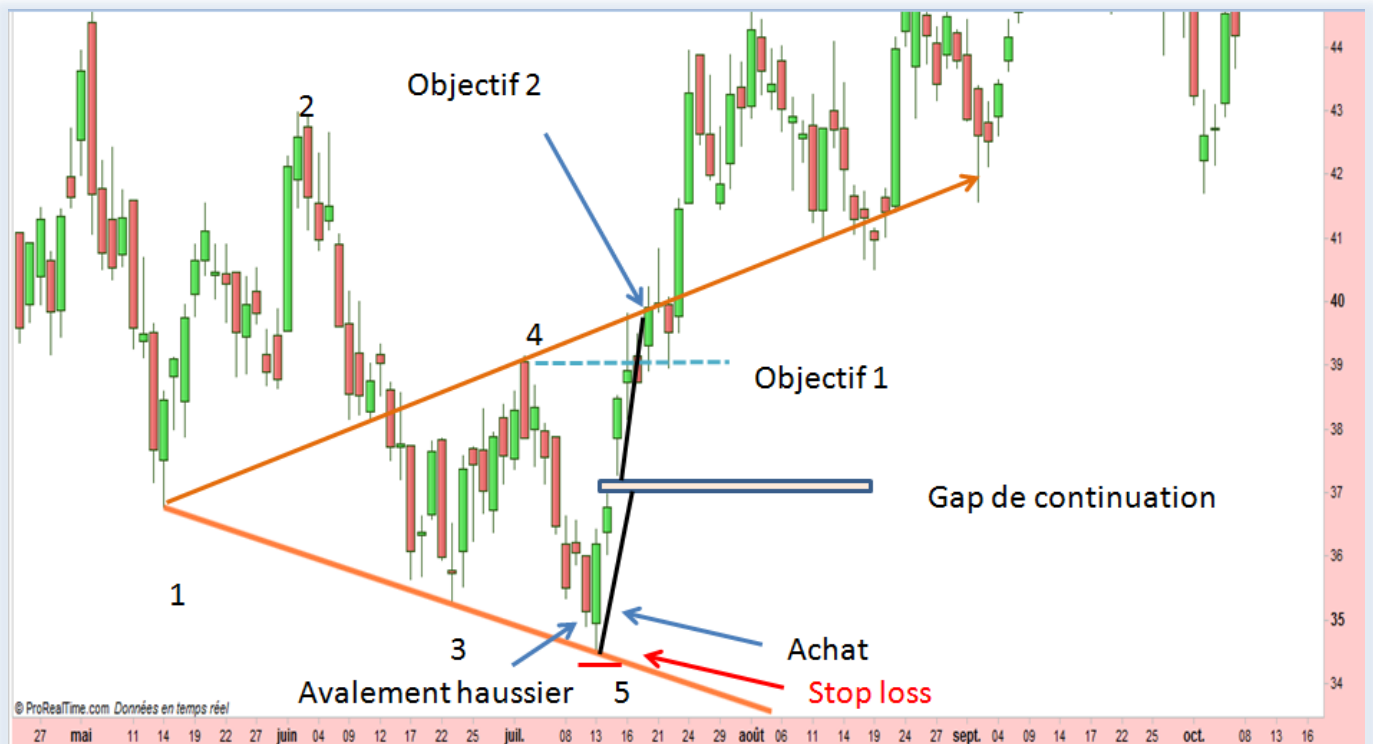 44
2
Objectif 2
43
42
41
40
4
39
Objectif 1
38
37
Gap de continuation
36
1
35
3
Achat
Avalement haussier
5
Stop loss
34
© ProRealTime.com Données en temps réel
27 mai 11 14 19 22 27 juin 04 09 12 17 22 25 juil. 08 13 16 21 24 29 août 06 11 14 19 24 27 sept. 04 09 14 17 22 25 oct. 08 13 16